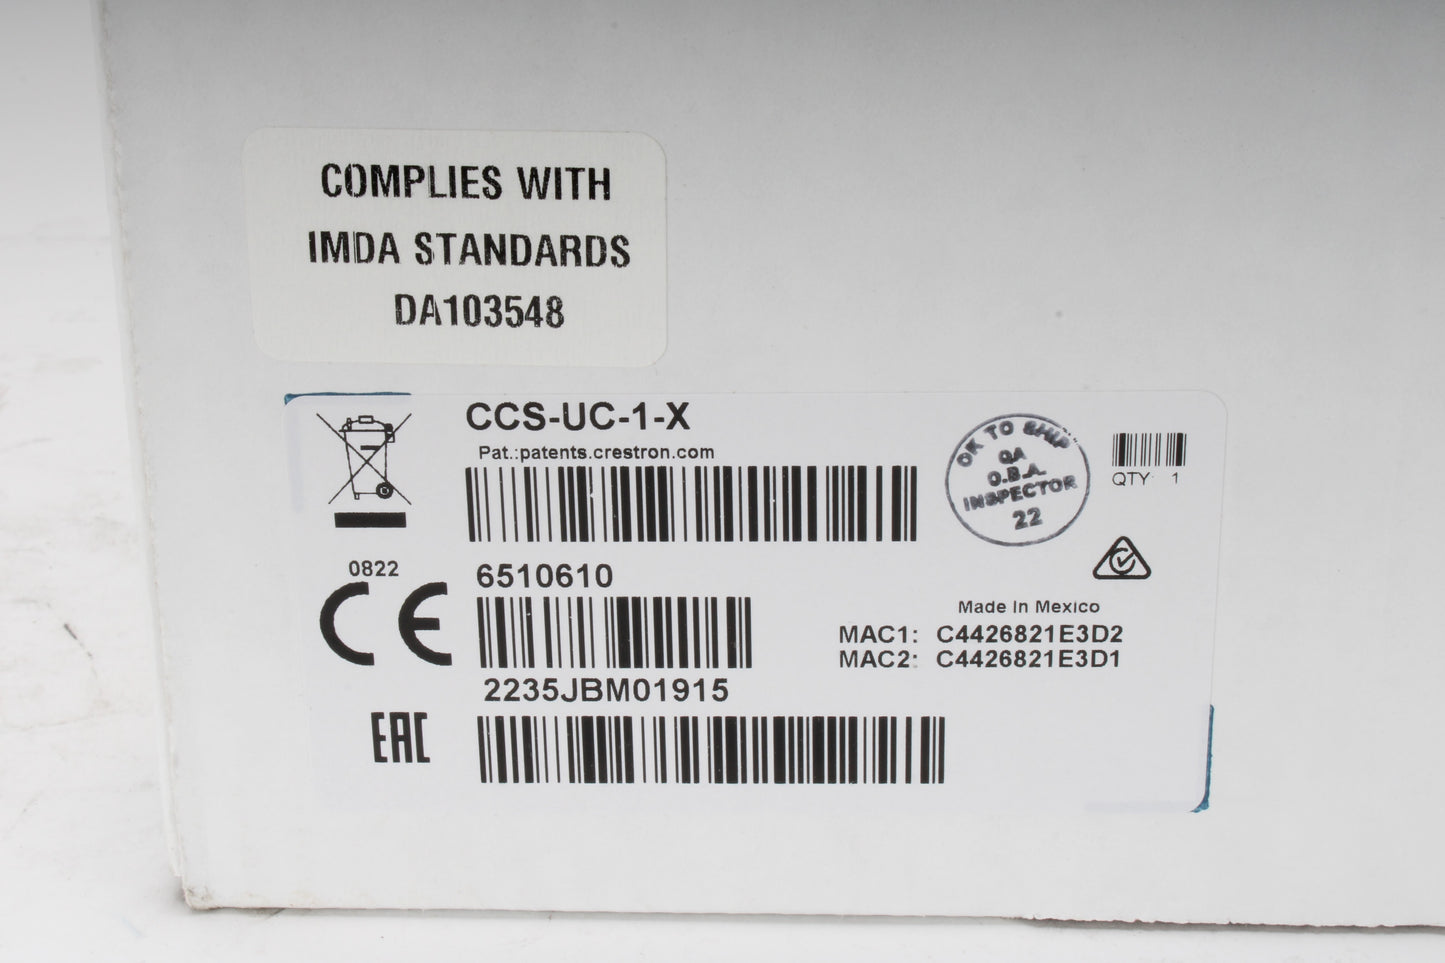 COMPLIES WITH
IMDA STANDARDS
DA103548
CCS-UC-1-X
Pat.:patents.crestron.com
OK TO SHIP
QA
O.B.A.
INSPECTOR
22
QTY: 1
0822
CE
6510610
Made In Mexico
MAC1: C4426821E3D2
MAC2: C4426821E3D1
2235JBM01915
EAC